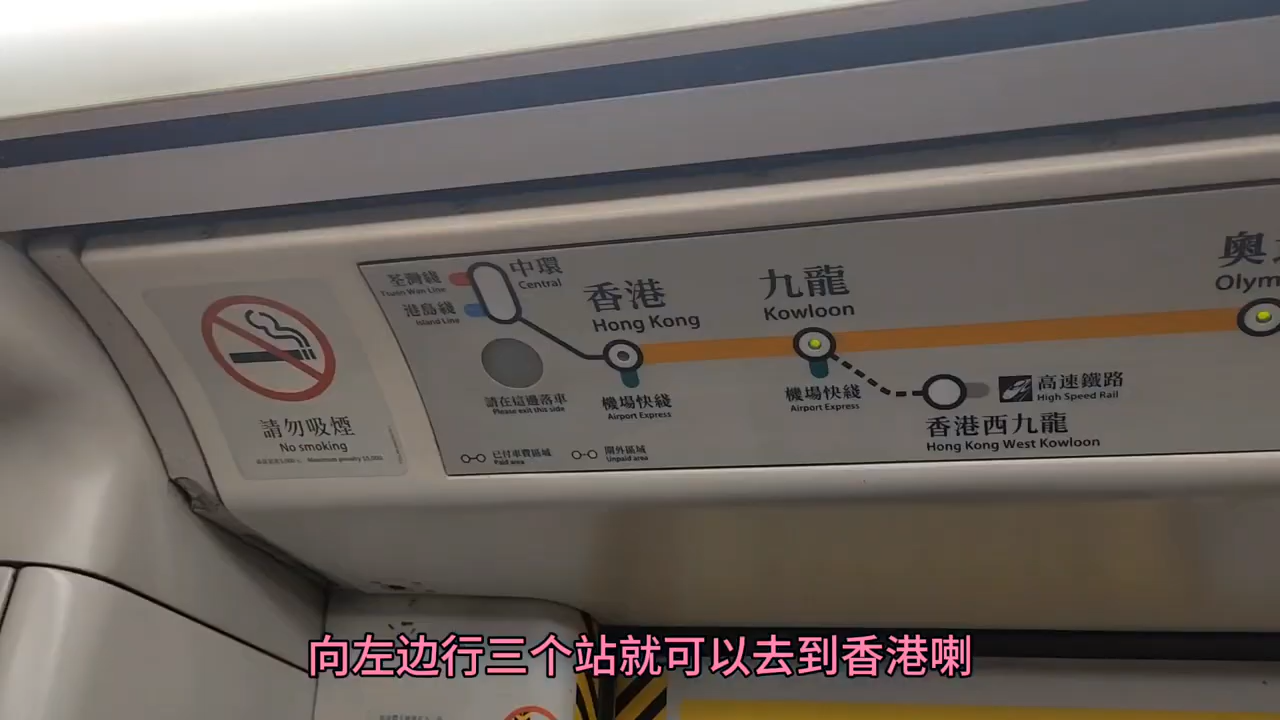 請勿吸煙
No smoking
Maximum penalty $5,000
荃灣綫
Tsuen Wan Line
港島綫
Island Line
中環
Central
請在這邊落車
Please exit this side
香港
Hong Kong
機場快綫
Airport Express
九龍
Kowloon
機場快綫
Airport Express
高速鐵路
High Speed Rail
香港西九龍
Hong Kong West Kowloon
奧
Olym
已付車費區域
Paid area
閘外區域
Unpaid area
向左边行三个站就可以去到香港喇